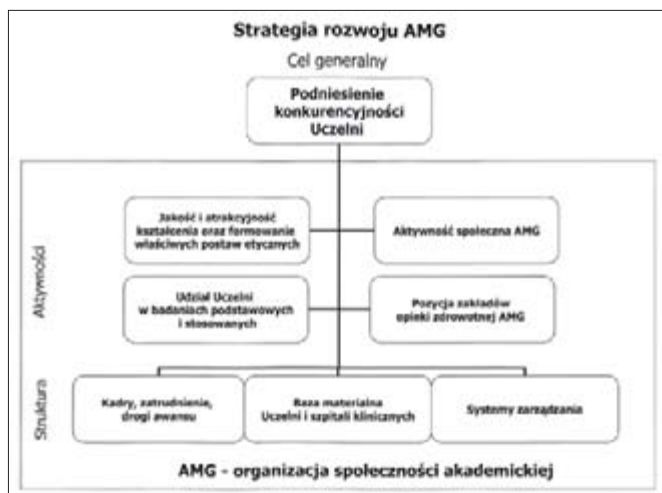 Strategia rozwoju AMG
Cel generalny
Podniesienie
konkurencyjności
Uczelni
Aktywności
Jakość i atrakcyjność
kształcenia oraz formowanie
właściwych postaw etycznych
Aktywność społeczna AMG
Udział Uczelni
w badaniach podstawowych
i stosowanych
Pozycja zakładów
opieki zdrowotnej AMG
Struktura
Kadry, zatrudnienie,
drogi awansu
Baza materialna
Uczelni i szpitali klinicznych
Systemy zarządzania
AMG - organizacja społeczności akademickiej